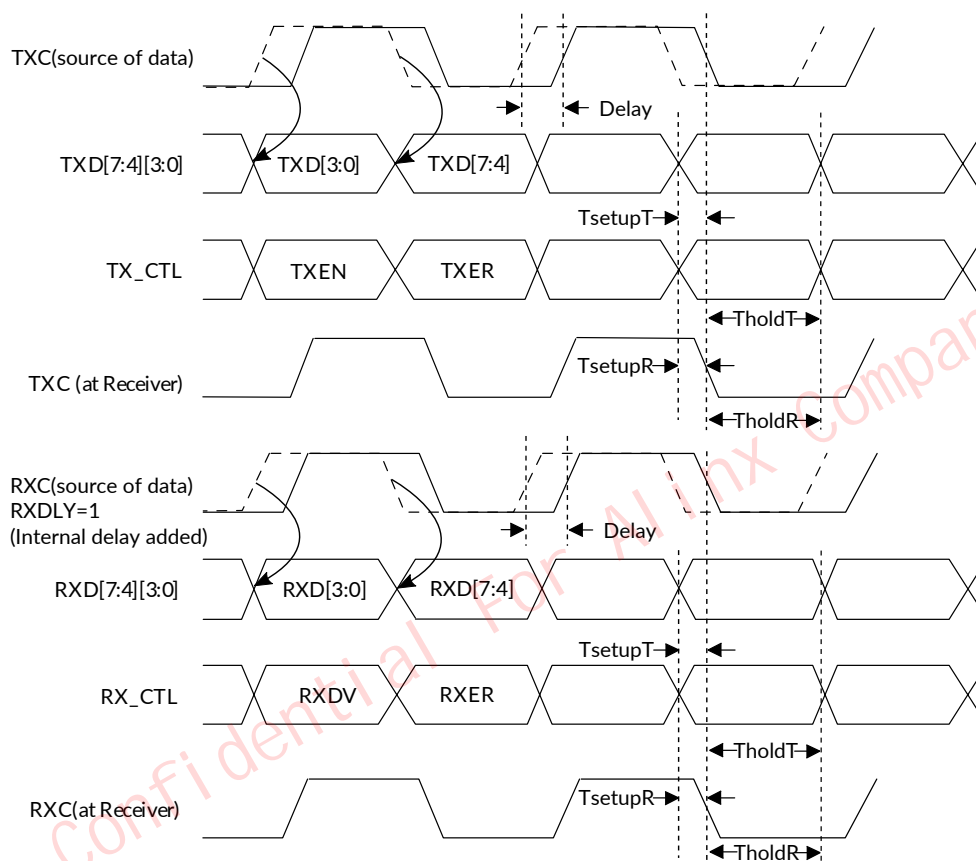 TXC(source of data)
Delay
TXD[7:4][3:0]
TXD[3:0]
TXD[7:4]
TsetupT
TX_CTL
TXEN
TXER
TholdT
TXC (at Receiver)
TsetupR
TholdR
RXC(source of data)
RXDLY=1
(Internal delay added)
Delay
RXD[7:4][3:0]
RXD[3:0]
RXD[7:4]
TsetupT
RX_CTL
RXDV
RXER
TholdT
RXC(at Receiver)
TsetupR
TholdR
Confidential For Alinx Compan